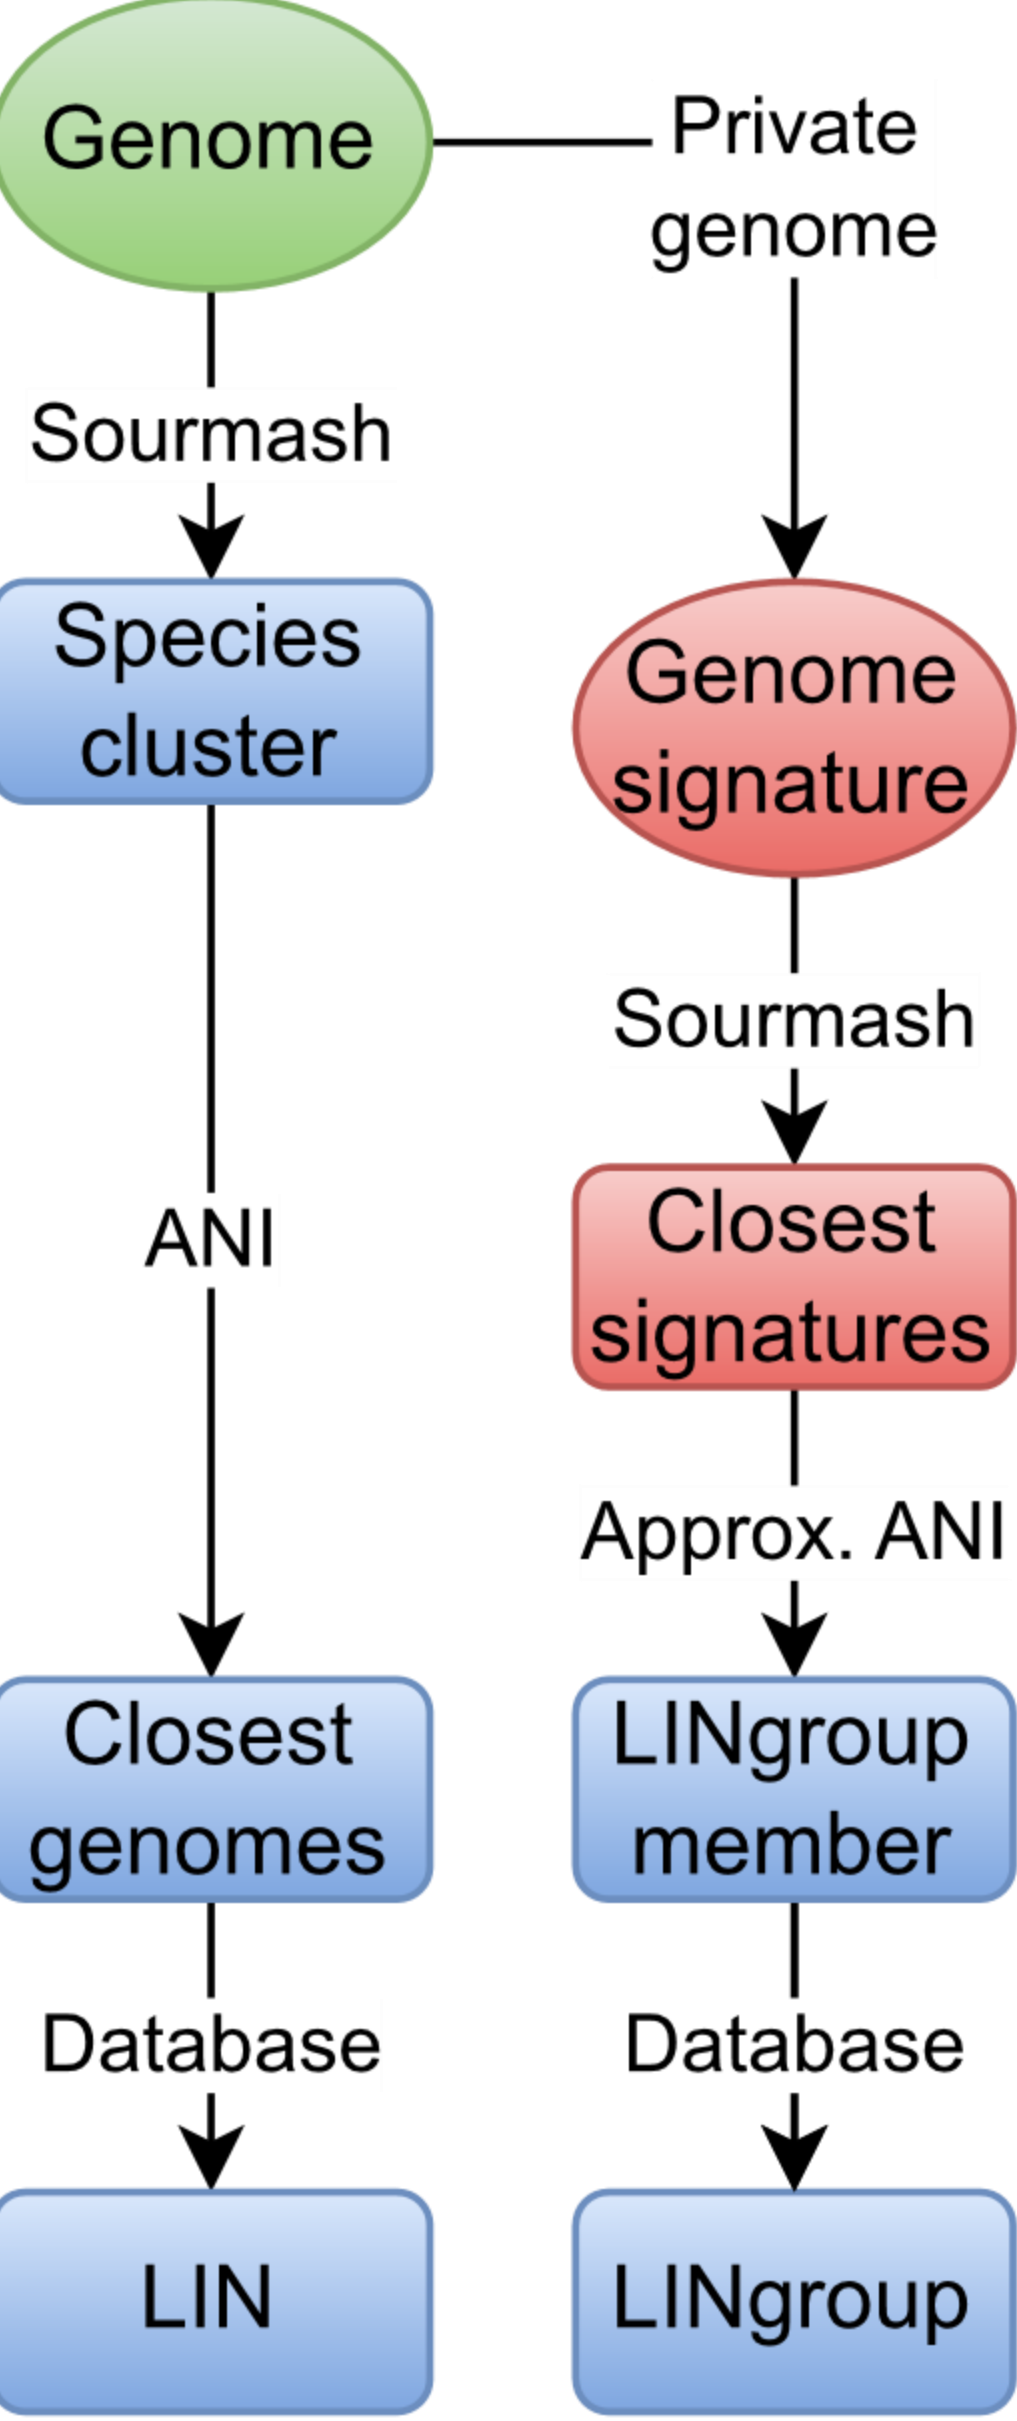 Genome
Private
genome
Sourmash
Species
cluster
Genome
signature
Sourmash
ANI
Closest
signatures
Approx. ANI
Closest
genomes
LINgroup
member
Database
Database
LIN
LINgroup